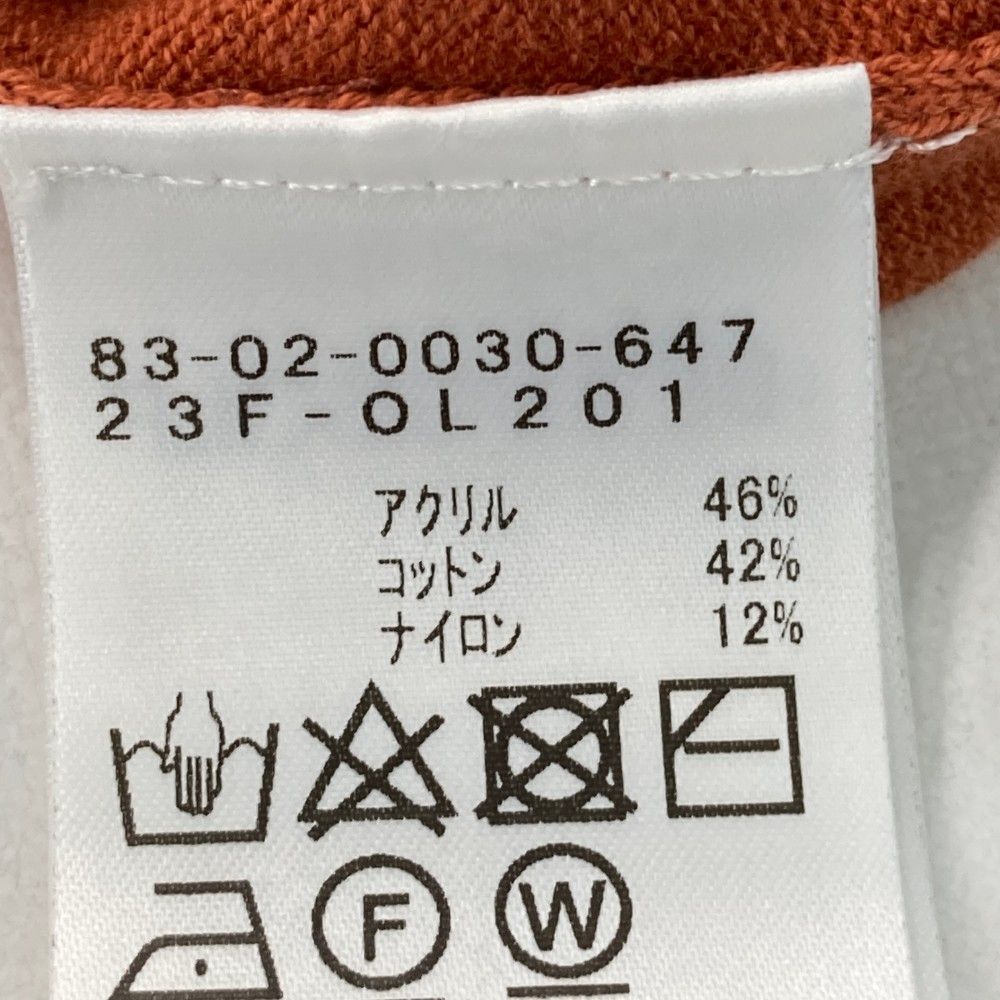 83-02-0030-647
23F-OL201
アクリル 46%
コットン 42%
ナイロン 12%
F W